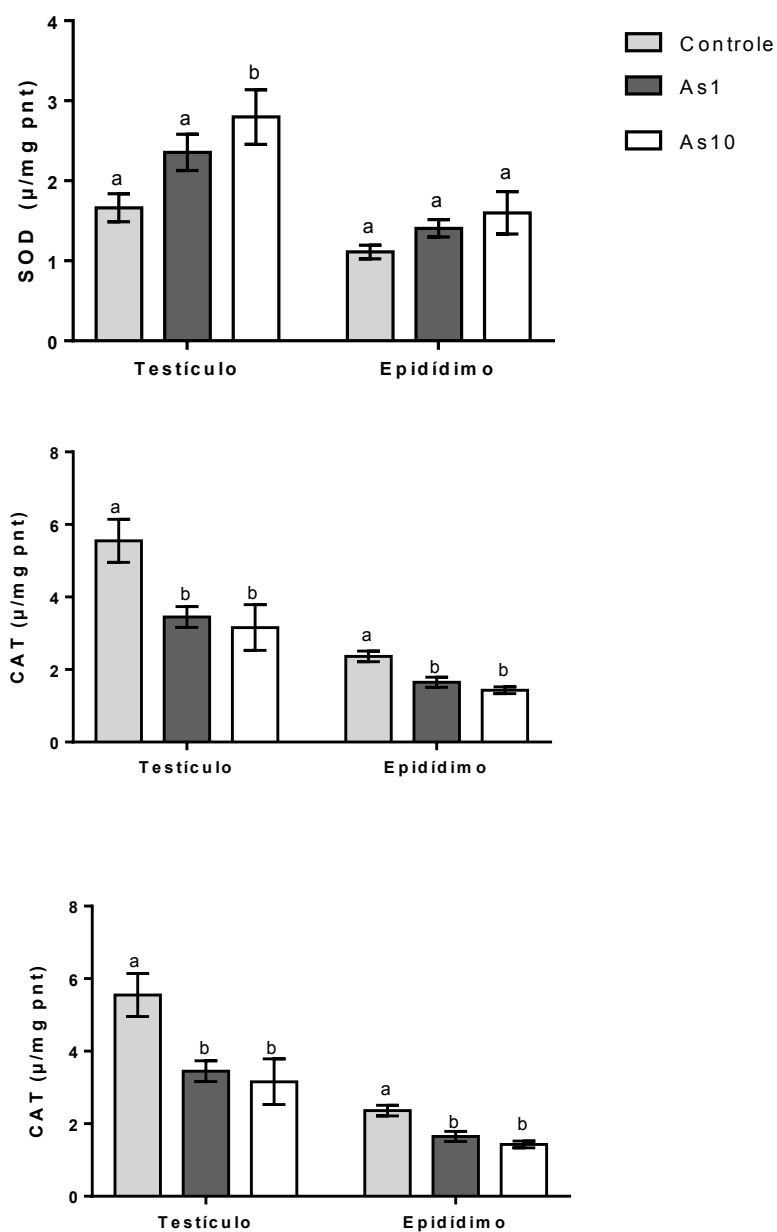 SOD (µ/mg pnt)
4
3
2
1
0
a
a
b
a
a
a
Testículo
Epidídimo
Controle
As1
As10
CAT (µ/mg pnt)
8
6
4
2
0
a
b
b
a
b
b
Testículo
Epidídimo
CAT (µ/mg pnt)
8
6
4
2
0
a
b
b
a
b
b
Testículo
Epidídimo